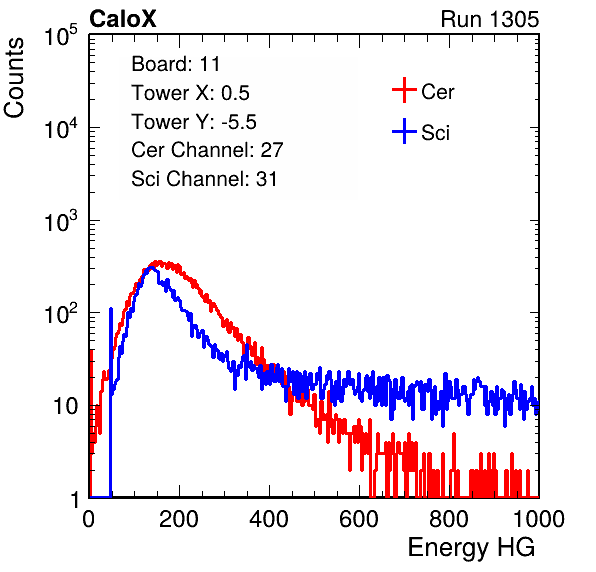 CaloX Run 1305
Counts
10^5
10^4
10^3
10^2
10
1
Board: 11
Tower X: 0.5
Tower Y: -5.5
Cer Channel: 27
Sci Channel: 31
Cer
Sci
0 200 400 600 800 1000
Energy HG